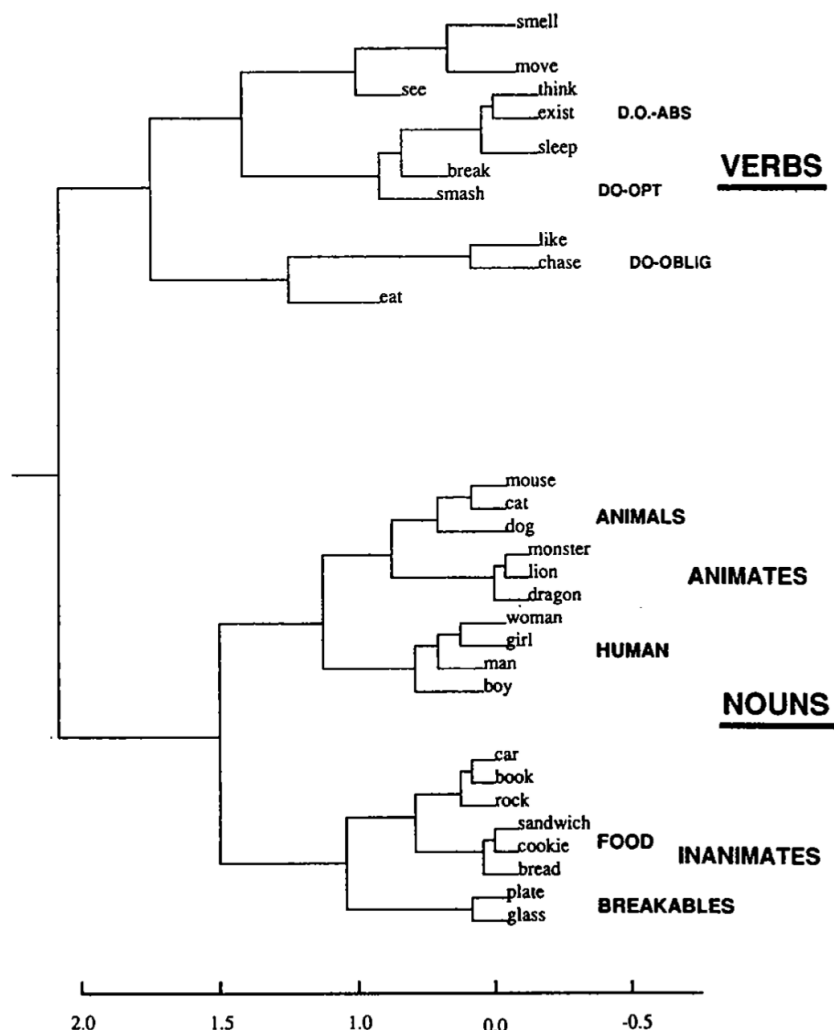 smell
move
see
think
exist
D.O.-ABS
sleep
VERBS
break
smash
DO-OPT
like
chase
DO-OBLIG
eat
mouse
cat
ANIMALS
dog
monster
lion
ANIMATES
dragon
woman
girl
HUMAN
man
boy
NOUNS
car
book
rock
sandwich
FOOD
cookie
INANIMATES
bread
plate
BREAKABLES
glass
2.0 1.5 1.0 0.0 -0.5